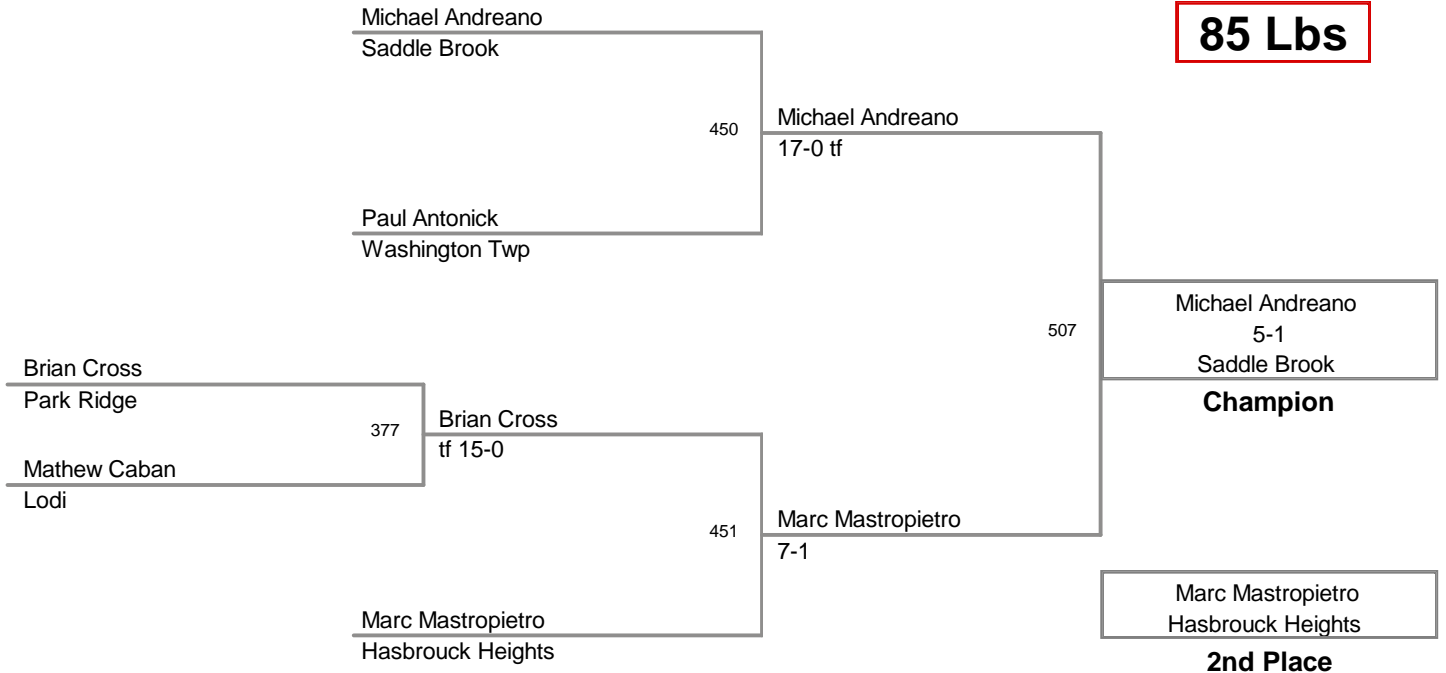 Michael Andreano
Saddle Brook
85 Lbs
450
Michael Andreano
17-0 tf
Paul Antonick
Washington Twp
507
Michael Andreano
5-1
Saddle Brook
Champion
Brian Cross
Park Ridge
377
Brian Cross
tf 15-0
Mathew Caban
Lodi
451
Marc Mastropietro
7-1
Marc Mastropietro
Hasbrouck Heights
Marc Mastropietro
Hasbrouck Heights
2nd Place